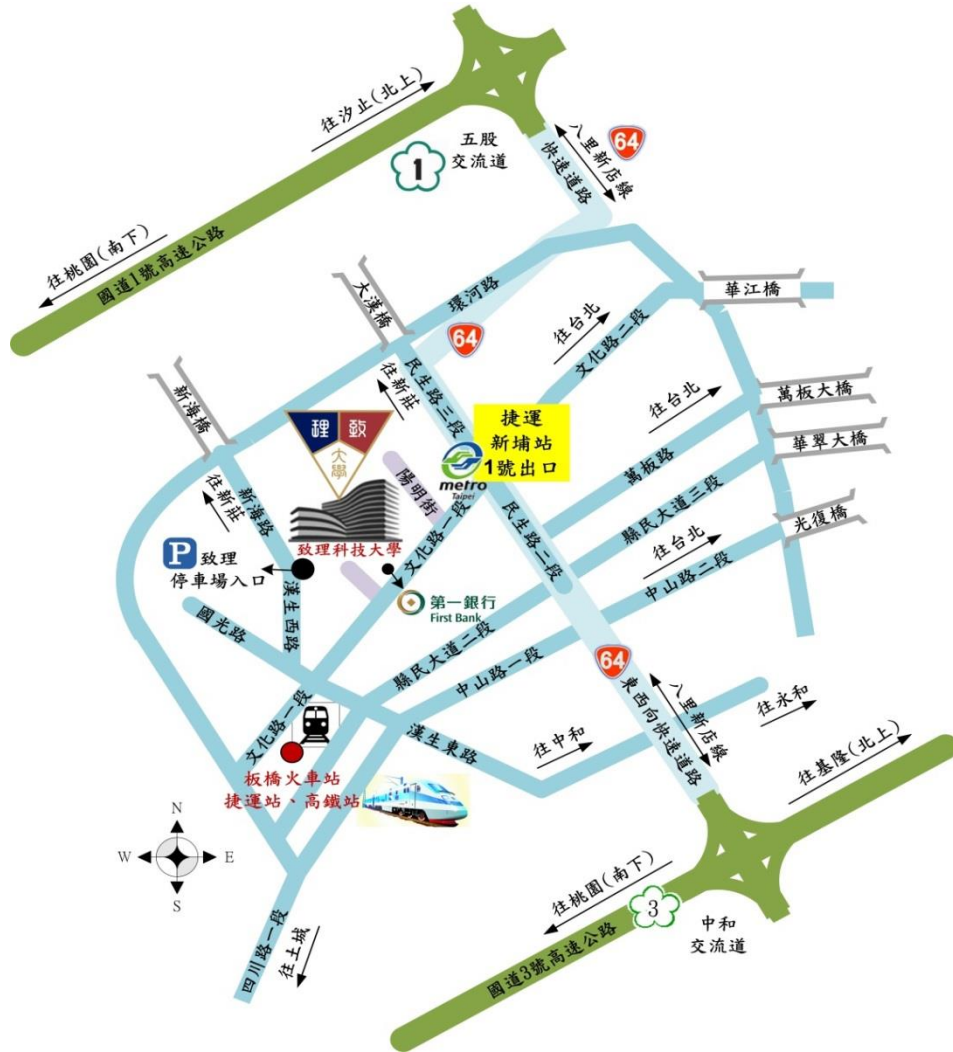 往汐止(北上)
五股
交流道
1
64
八里新店線
快速道路
往桃園(南下)
國道1號高速公路
大漢橋
環河路
64
往台北
文化路二段
華江橋
新海橋
往新莊
民生路三段
捷運
新埔站
1號出口
往台北
萬板大橋
理
致
大學
陽明街
metro
Taipei
萬板路
華翠大橋
往新莊
新海路
致理科技大學
文化路一段
民生路二段
縣民大道三段
往台北
光復橋
P
致理
停車場入口
漢生西路
第一銀行
First Bank
中山路二段
國光路
縣民大道二段
中山路一段
64
東西向快速道路
八里新店線
文化路一段
漢生東路
往中和
往永和
板橋火車站
捷運站、高鐵站
往基隆(北上)
N
W
E
S
往桃園(南下)
3
中和
交流道
國道3號高速公路
四川路一段
往土城